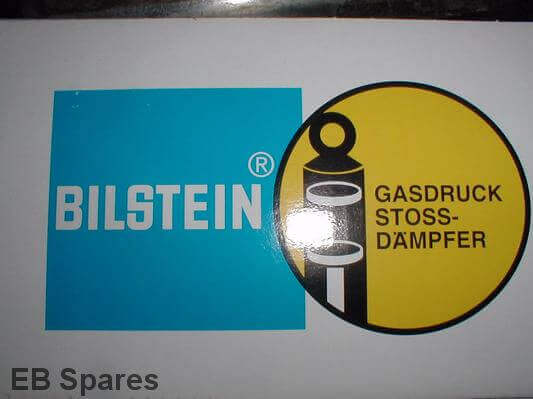 BILSTEIN®
GASDRUCK
STOSS-
DÄMPFER
EB Spares